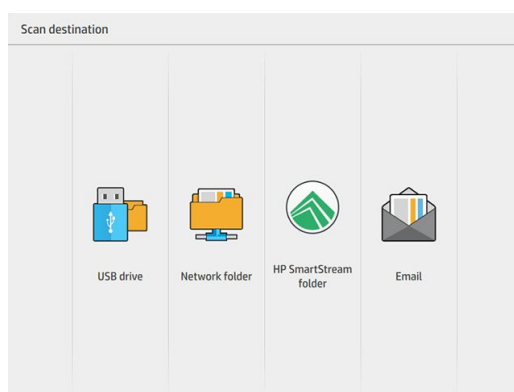 Scan destination
USB drive
Network folder
HP SmartStream
folder
Email